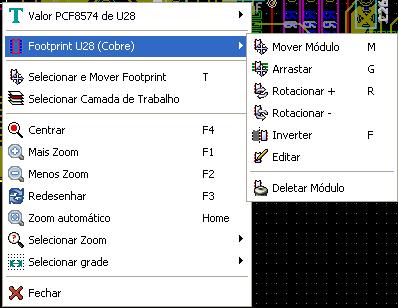 Valor PCF8574 de U28
Footprint U28 (Cobre)
Selecionar e Mover Footprint T
Selecionar Camada de Trabalho
Centrar F4
Mais Zoom F1
Menos Zoom F2
Redesenhar F3
Zoom automático Home
Selecionar Zoom
Selecionar grade
Fechar
Mover Módulo M
Arrastar G
Rotacionar + R
Rotacionar -
Inverter F
Editar
Deletar Módulo